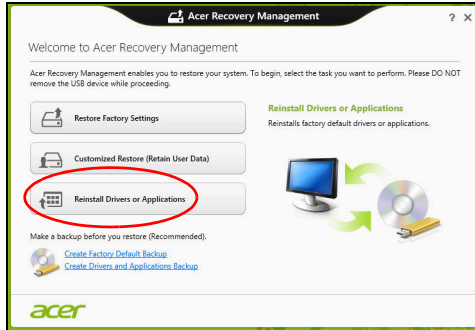 Acer Recovery Management
? X
Welcome to Acer Recovery Management
Acer Recovery Management enables you to restore your system. To begin, select the task you want to perform. Please DO NOT
remove the USB device while proceeding.
Restore Factory Settings
Customized Restore (Retain User Data)
Reinstall Drivers or Applications
Reinstall Drivers or Applications
Reinstalls factory default drivers or applications.
Make a backup before you restore (Recommended).
Create Factory Default Backup
Create Drivers and Applications Backup
acer